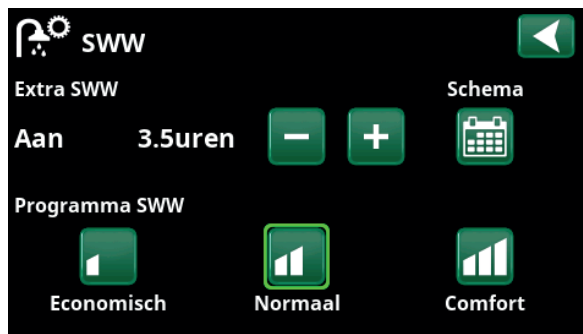 SWW
Extra SWW
Schema
Aan 3.5uren
Programma SWW
Economisch Normaal Comfort